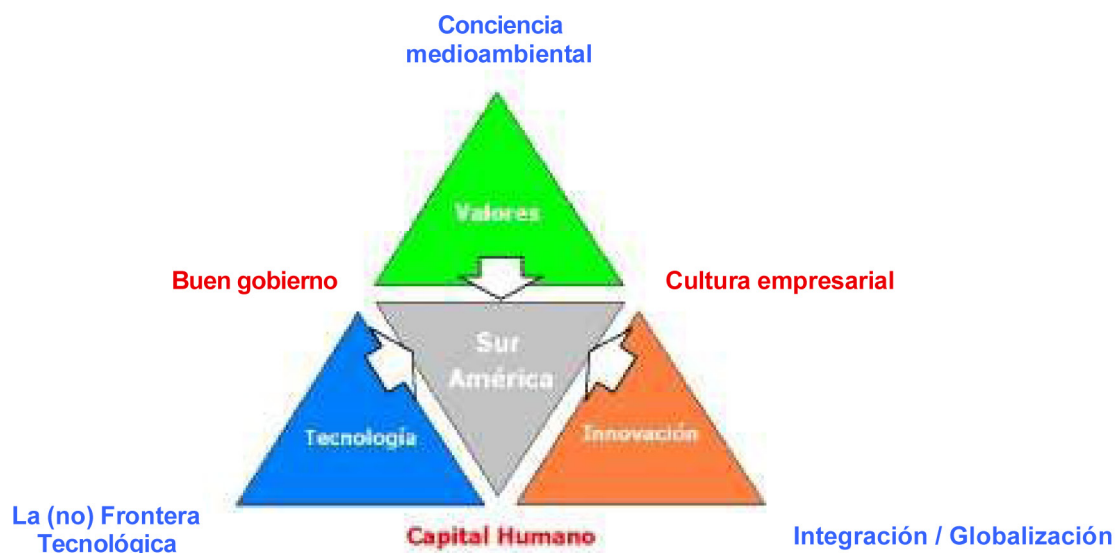 Conciencia
medioambiental
Valores
Buen gobierno
Cultura empresarial
Sur
América
Tecnología
Innovación
La (no) Frontera
Tecnológica
Capital Humano
Integración / Globalización